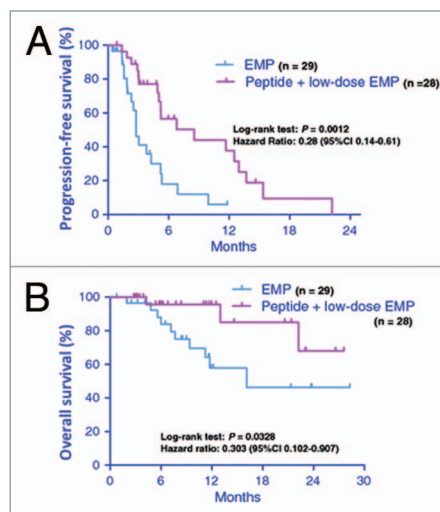 A
Progression-free survival (%)
100
80
60
40
20
0
EMP (n = 29)
Peptide + low-dose EMP (n =28)
Log-rank test: P = 0.0012
Hazard Ratio: 0.28 (95%CI 0.14-0.61)
0 6 12 18 24
Months
B
Overall survival (%)
100
80
60
40
20
0
EMP (n = 29)
Peptide + low-dose EMP
(n = 28)
Log-rank test: P = 0.0328
Hazard ratio: 0.303 (95%CI 0.102-0.907)
0 6 12 18 24 30
Months